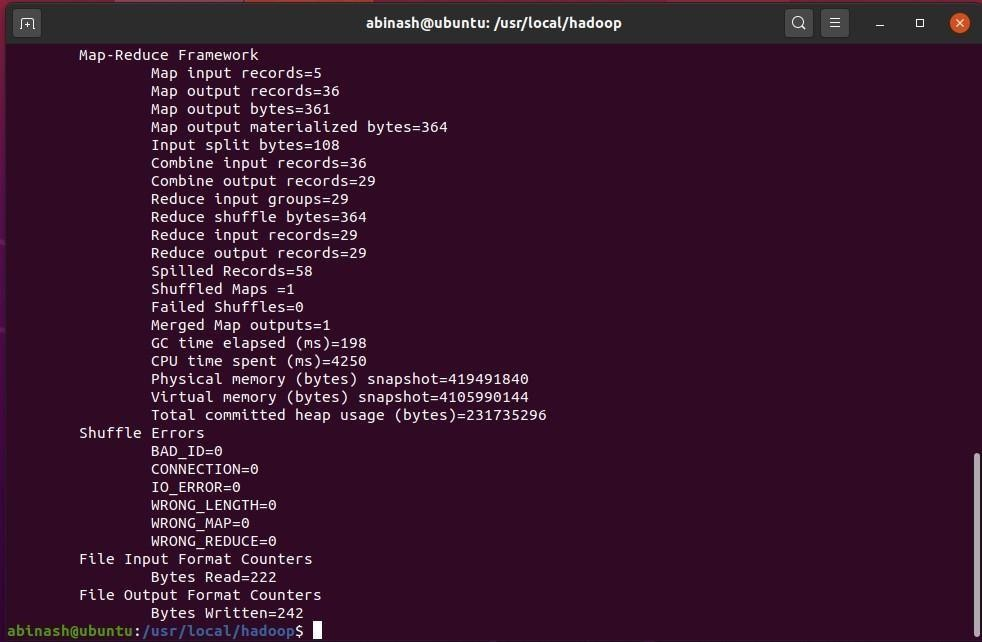 abinash@ubuntu: /usr/local/hadoop
Map-Reduce Framework
Map input records=5
Map output records=36
Map output bytes=361
Map output materialized bytes=364
Input split bytes=108
Combine input records=36
Combine output records=29
Reduce input groups=29
Reduce shuffle bytes=364
Reduce input records=29
Reduce output records=29
Spilled Records=58
Shuffled Maps =1
Failed Shuffles=0
Merged Map outputs=1
GC time elapsed (ms)=198
CPU time spent (ms)=4250
Physical memory (bytes) snapshot=419491840
Virtual memory (bytes) snapshot=4105990144
Total committed heap usage (bytes)=231735296
Shuffle Errors
BAD_ID=0
CONNECTION=0
IO_ERROR=0
WRONG_LENGTH=0
WRONG_MAP=0
WRONG_REDUCE=0
File Input Format Counters
Bytes Read=222
File Output Format Counters
Bytes Written=242
abinash@ubuntu:/usr/local/hadoop$